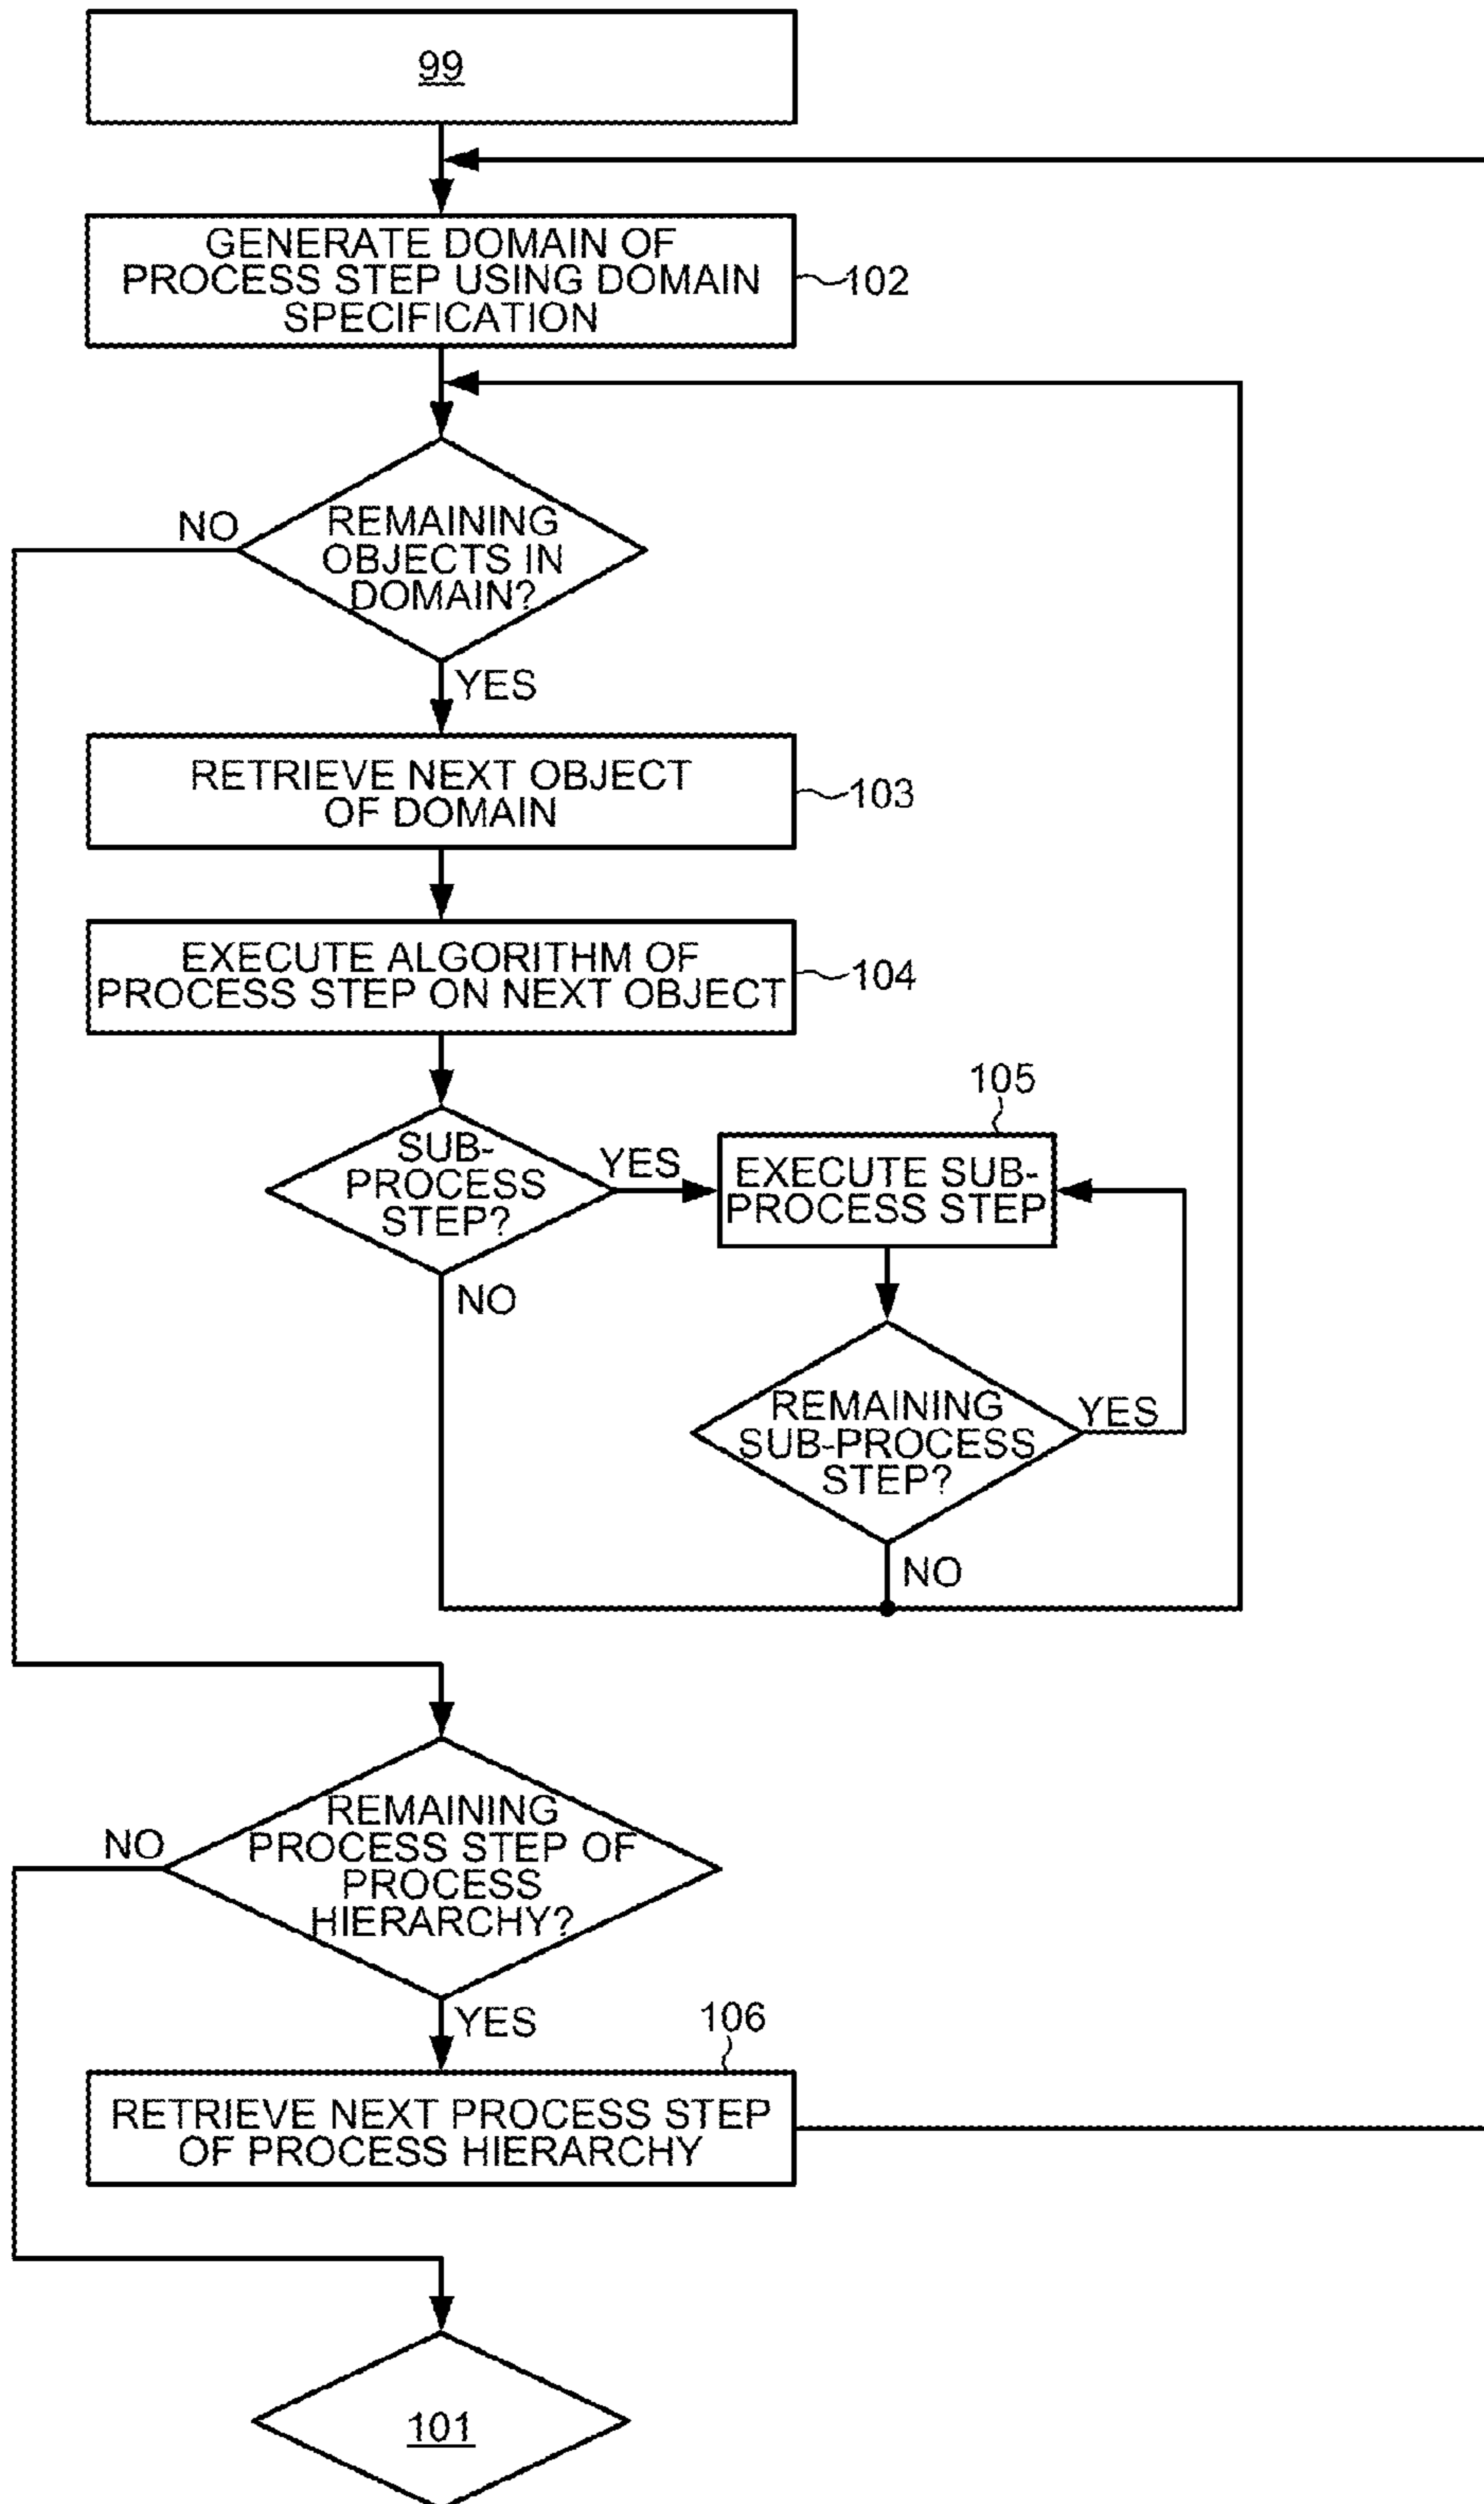 99
GENERATE DOMAIN OF
PROCESS STEP USING DOMAIN
SPECIFICATION
102
NO
REMAINING
OBJECTS IN
DOMAIN?
YES
RETRIEVE NEXT OBJECT
OF DOMAIN
103
EXECUTE ALGORITHM OF
PROCESS STEP ON NEXT OBJECT
104
SUB-
PROCESS
STEP?
YES
NO
105
EXECUTE SUB-
PROCESS STEP
REMAINING
SUB-PROCESS
STEP?
YES
NO
REMAINING
PROCESS STEP OF
PROCESS
HIERARCHY?
NO
YES
106
RETRIEVE NEXT PROCESS STEP
OF PROCESS HIERARCHY
101